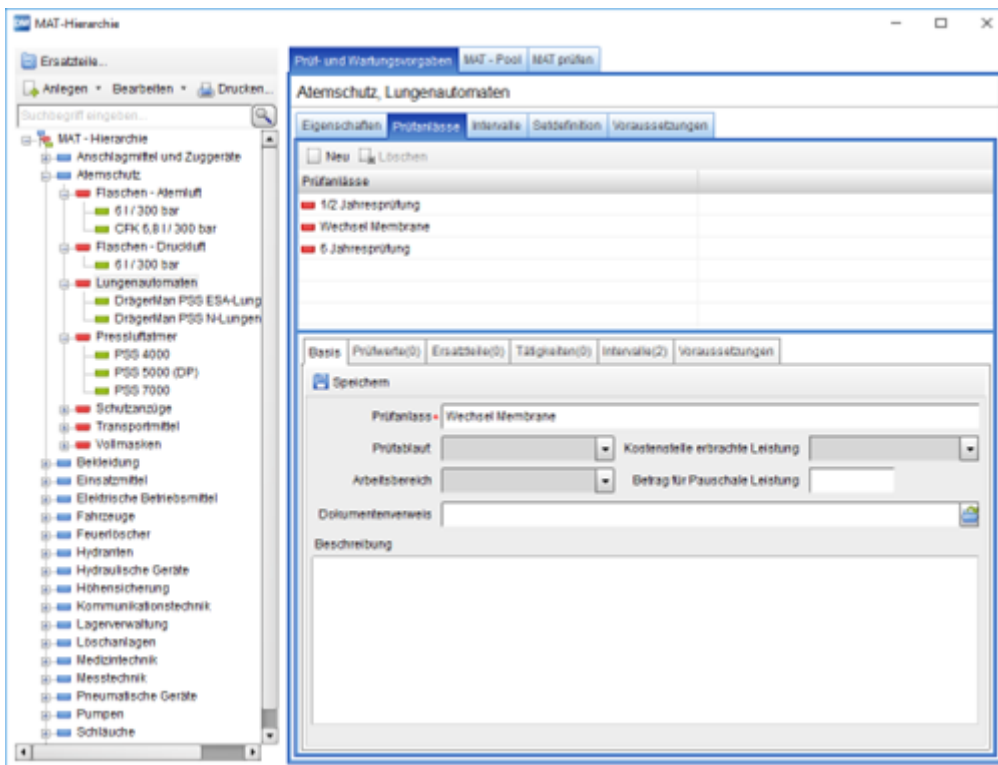 MAT-Hierarchie
Ersatzteile...
Anlegen Bearbeiten Drucken...
Suchbegriff eingeben...
MAT - Hierarchie
Anschlagmittel und Zuggeräte
Atemschutz
Flaschen - Atemluft
6 l / 300 bar
CFK 6,8 l / 300 bar
Flaschen - Druckluft
6 l / 300 bar
Lungenautomaten
DrägerMan PSS ESA-Lung
DrägerMan PSS N-Lungen
Pressluftatmer
PSS 4000
PSS 5000 (DP)
PSS 7000
Schutzanzüge
Transportmittel
Vollmasken
Bekleidung
Einsatzmittel
Elektrische Betriebsmittel
Fahrzeuge
Feuerlöscher
Hydranten
Hydraulische Geräte
Höhensicherung
Kommunikationstechnik
Lagerverwaltung
Löschanlagen
Medizintechnik
Messtechnik
Pneumatische Geräte
Pumpen
Schläuche
Prüf- und Wartungsvorgaben MAT - Pool MAT prüfen
Atemschutz, Lungenautomaten
Eigenschaften Prüfanlässe Intervalle Setdefinition Voraussetzungen
Neu Löschen
Prüfanlässe
1/2 Jahresprüfung
Wechsel Membrane
6 Jahresprüfung
Basis Prüfwerte(0) Ersatzteile(0) Tätigkeiten(0) Intervalle(2) Voraussetzungen
Speichern
Prüfanlass* Wechsel Membrane
Prüfablauf Kostenstelle erbrachte Leistung
Arbeitsbereich Betrag für Pauschale Leistung
Dokumentenverweis
Beschreibung